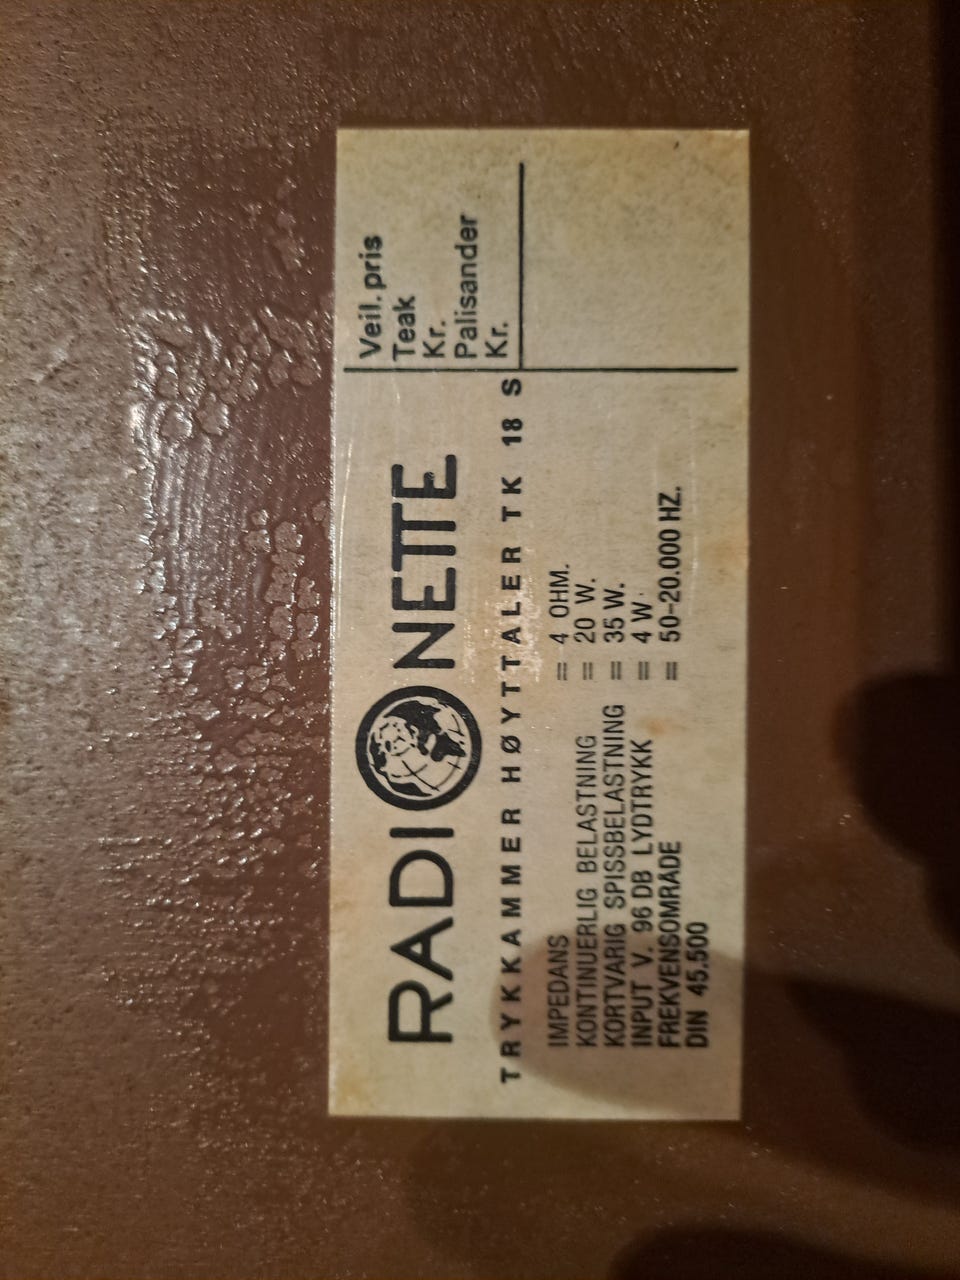 RADIONETTE
TRYKKAMMER HØYTTALER TK 18 S
IMPEDANS = 4 OHM.
KONTINUERLIG BELASTNING = 20 W.
KORTVARIG SPISSBELASTNING = 35 W.
INPUT V. 96 DB LYDTRYKK = 4 W.
FREKVENSOMRÅDE = 50-20.000 HZ.
DIN 45.500
Veil. pris
Teak
Kr.
Palisander
Kr.